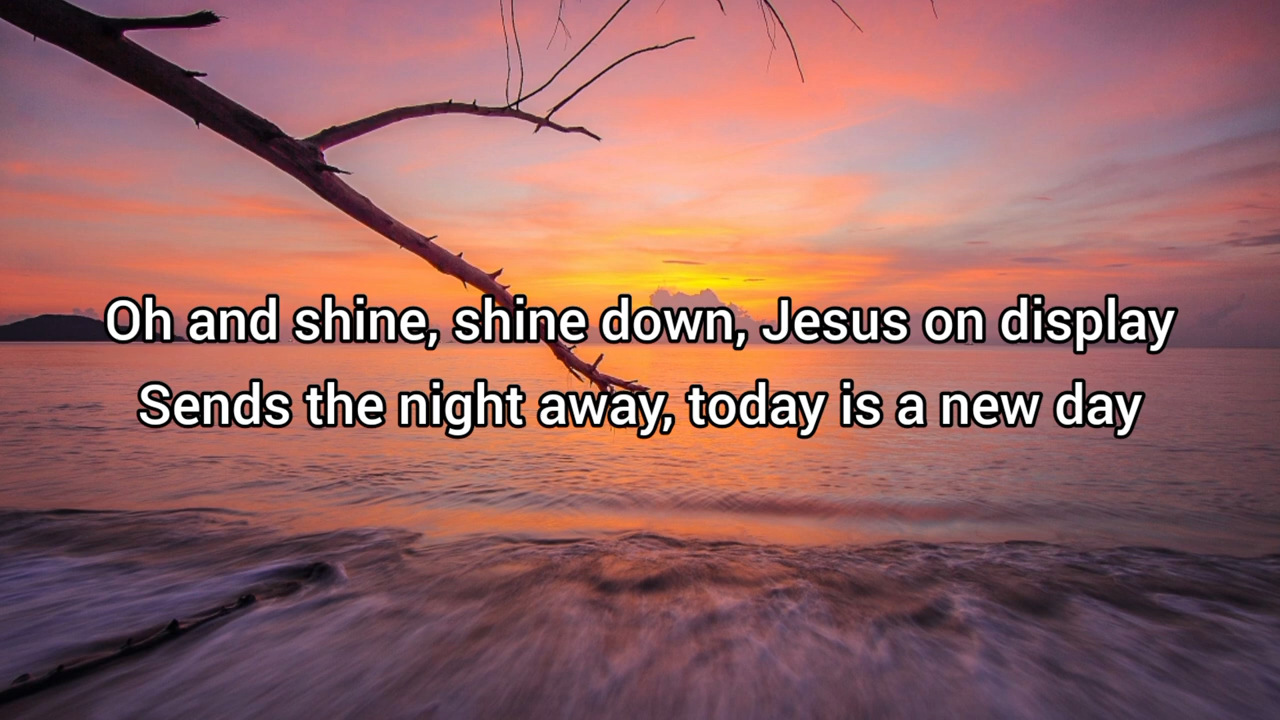 Oh and shine, shine down, Jesus on display
Sends the night away, today is a new day